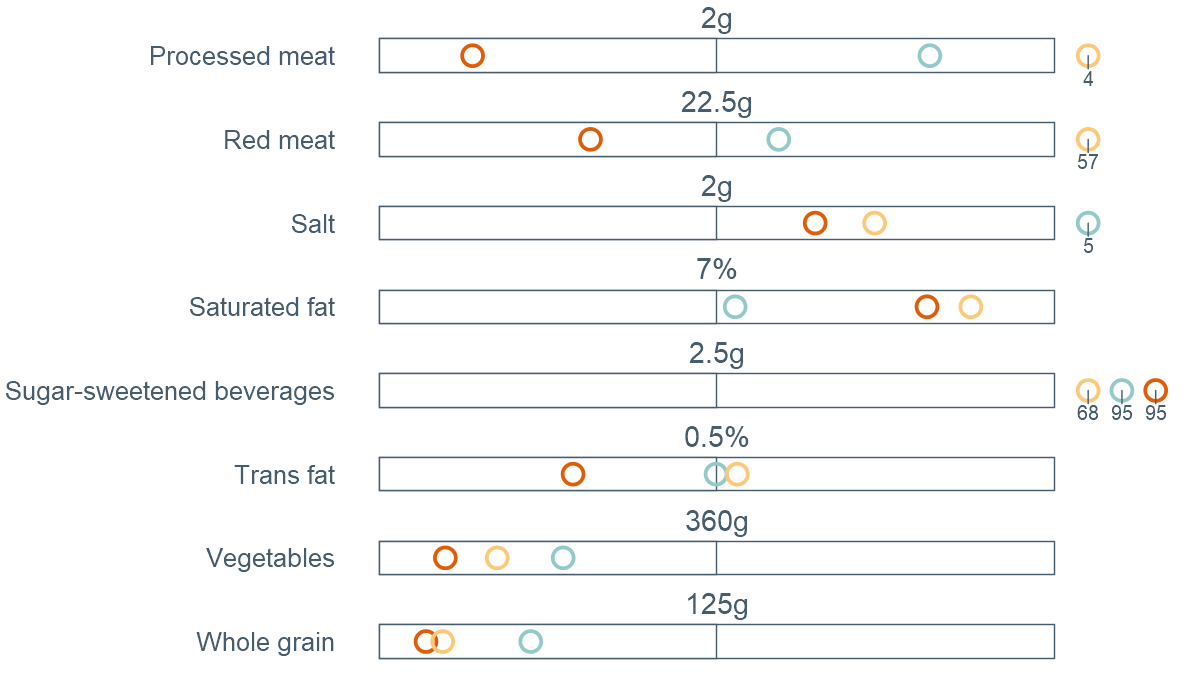 2g
Processed meat
4
22.5g
Red meat
57
2g
Salt
5
7%
Saturated fat
2.5g
Sugar-sweetened beverages
68 95 95
0.5%
Trans fat
360g
Vegetables
125g
Whole grain